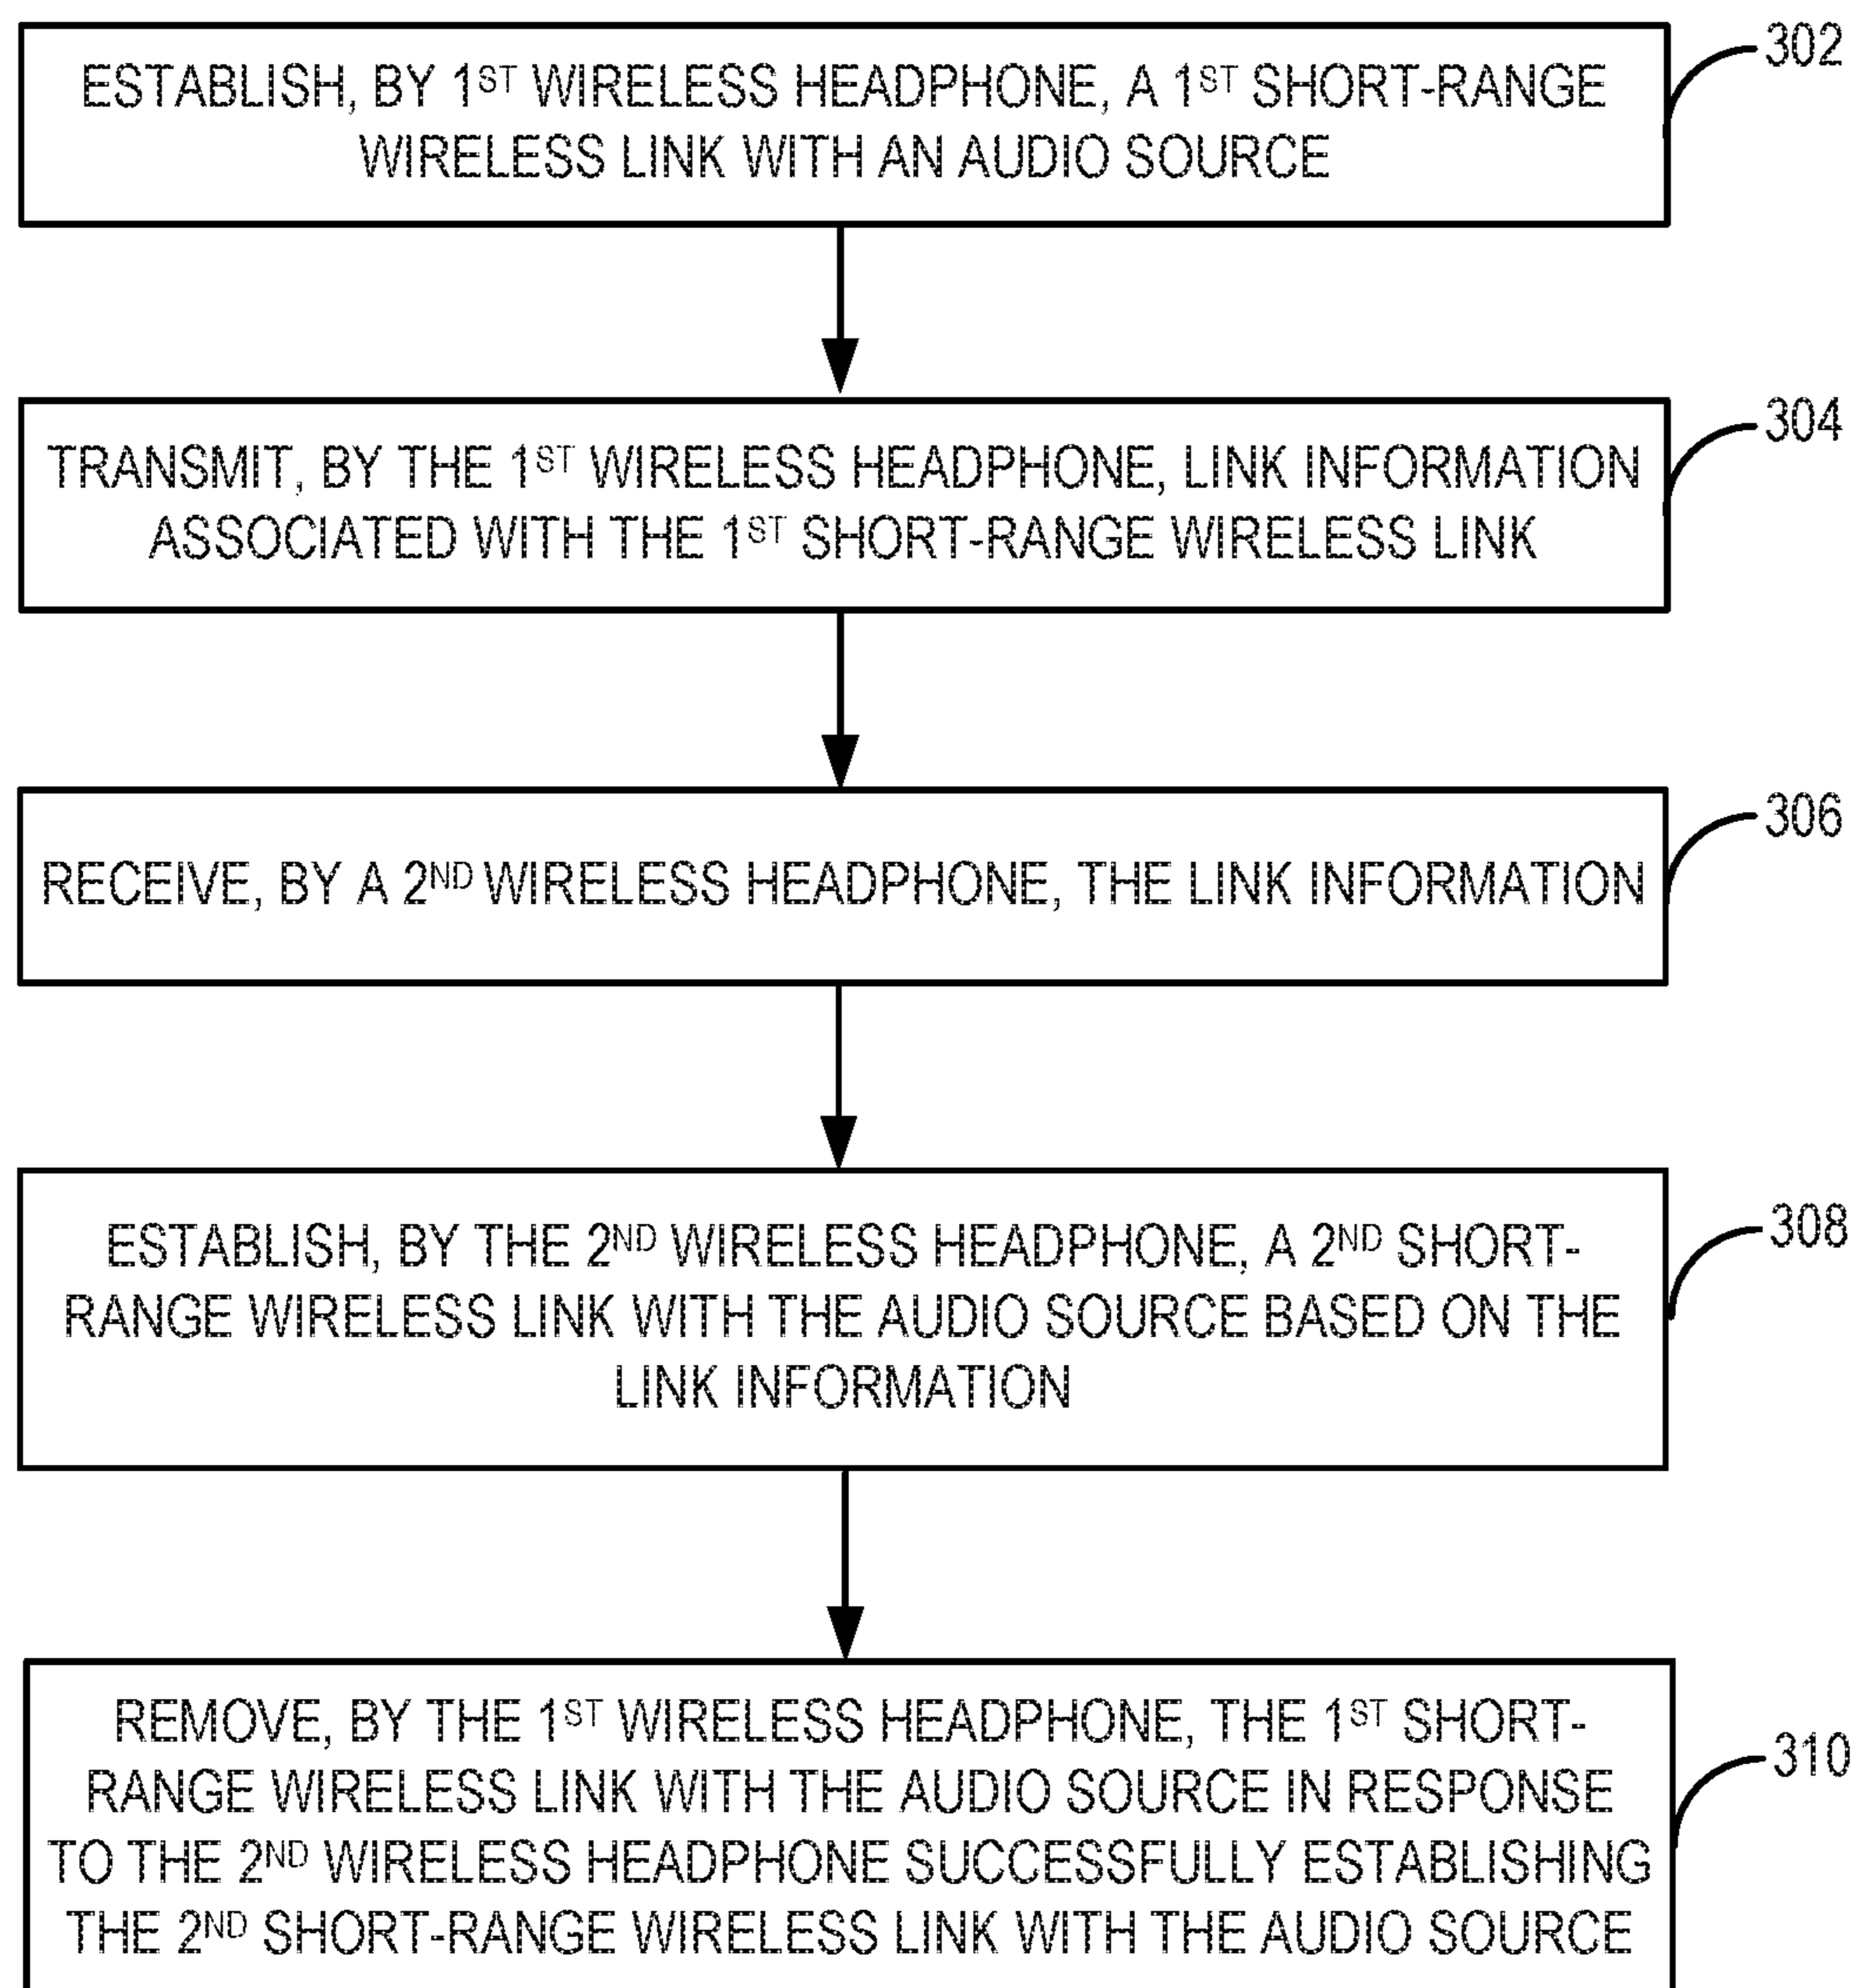 ESTABLISH, BY 1ST WIRELESS HEADPHONE, A 1ST SHORT-RANGE
WIRELESS LINK WITH AN AUDIO SOURCE
302
TRANSMIT, BY THE 1ST WIRELESS HEADPHONE, LINK INFORMATION
ASSOCIATED WITH THE 1ST SHORT-RANGE WIRELESS LINK
304
RECEIVE, BY A 2ND WIRELESS HEADPHONE, THE LINK INFORMATION
306
ESTABLISH, BY THE 2ND WIRELESS HEADPHONE, A 2ND SHORT-
RANGE WIRELESS LINK WITH THE AUDIO SOURCE BASED ON THE
LINK INFORMATION
308
REMOVE, BY THE 1ST WIRELESS HEADPHONE, THE 1ST SHORT-
RANGE WIRELESS LINK WITH THE AUDIO SOURCE IN RESPONSE
TO THE 2ND WIRELESS HEADPHONE SUCCESSFULLY ESTABLISHING
THE 2ND SHORT-RANGE WIRELESS LINK WITH THE AUDIO SOURCE
310